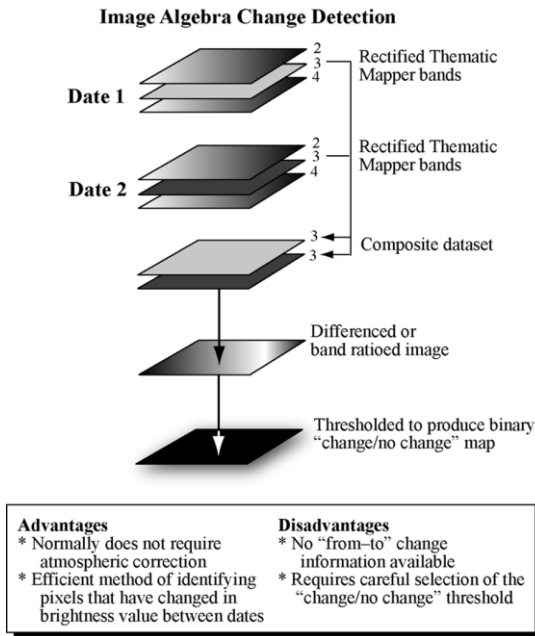 Image Algebra Change Detection
2
3
4
Date 1
Rectified Thematic
Mapper bands
2
3
4
Date 2
Rectified Thematic
Mapper bands
3
3
Composite dataset
Differenced or
band ratioed image
Thresholded to produce binary
“change/no change” map
Advantages
* Normally does not require
atmospheric correction
* Efficient method of identifying
pixels that have changed in
brightness value between dates
Disadvantages
* No “from–to” change
information available
* Requires careful selection of the
“change/no change” threshold